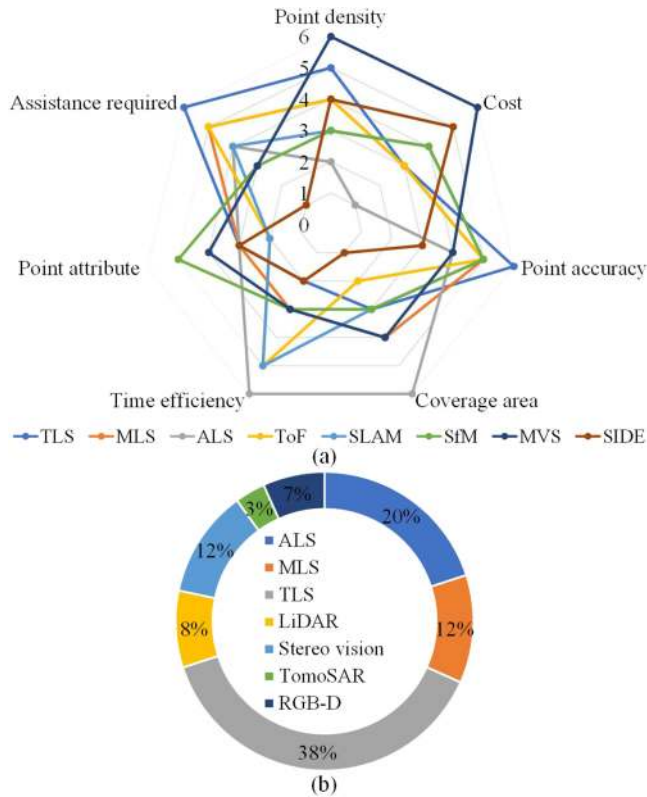 Point density
6
5
4
3
2
1
0
Assistance required
Cost
Point attribute
Point accuracy
Time efficiency
Coverage area
TLS MLS ALS ToF SLAM SfM MVS SIDE
(a)
7% 20%
3%
12%
ALS
MLS
TLS
LiDAR
Stereo vision
TomoSAR
RGB-D
8% 12%
38%
(b)